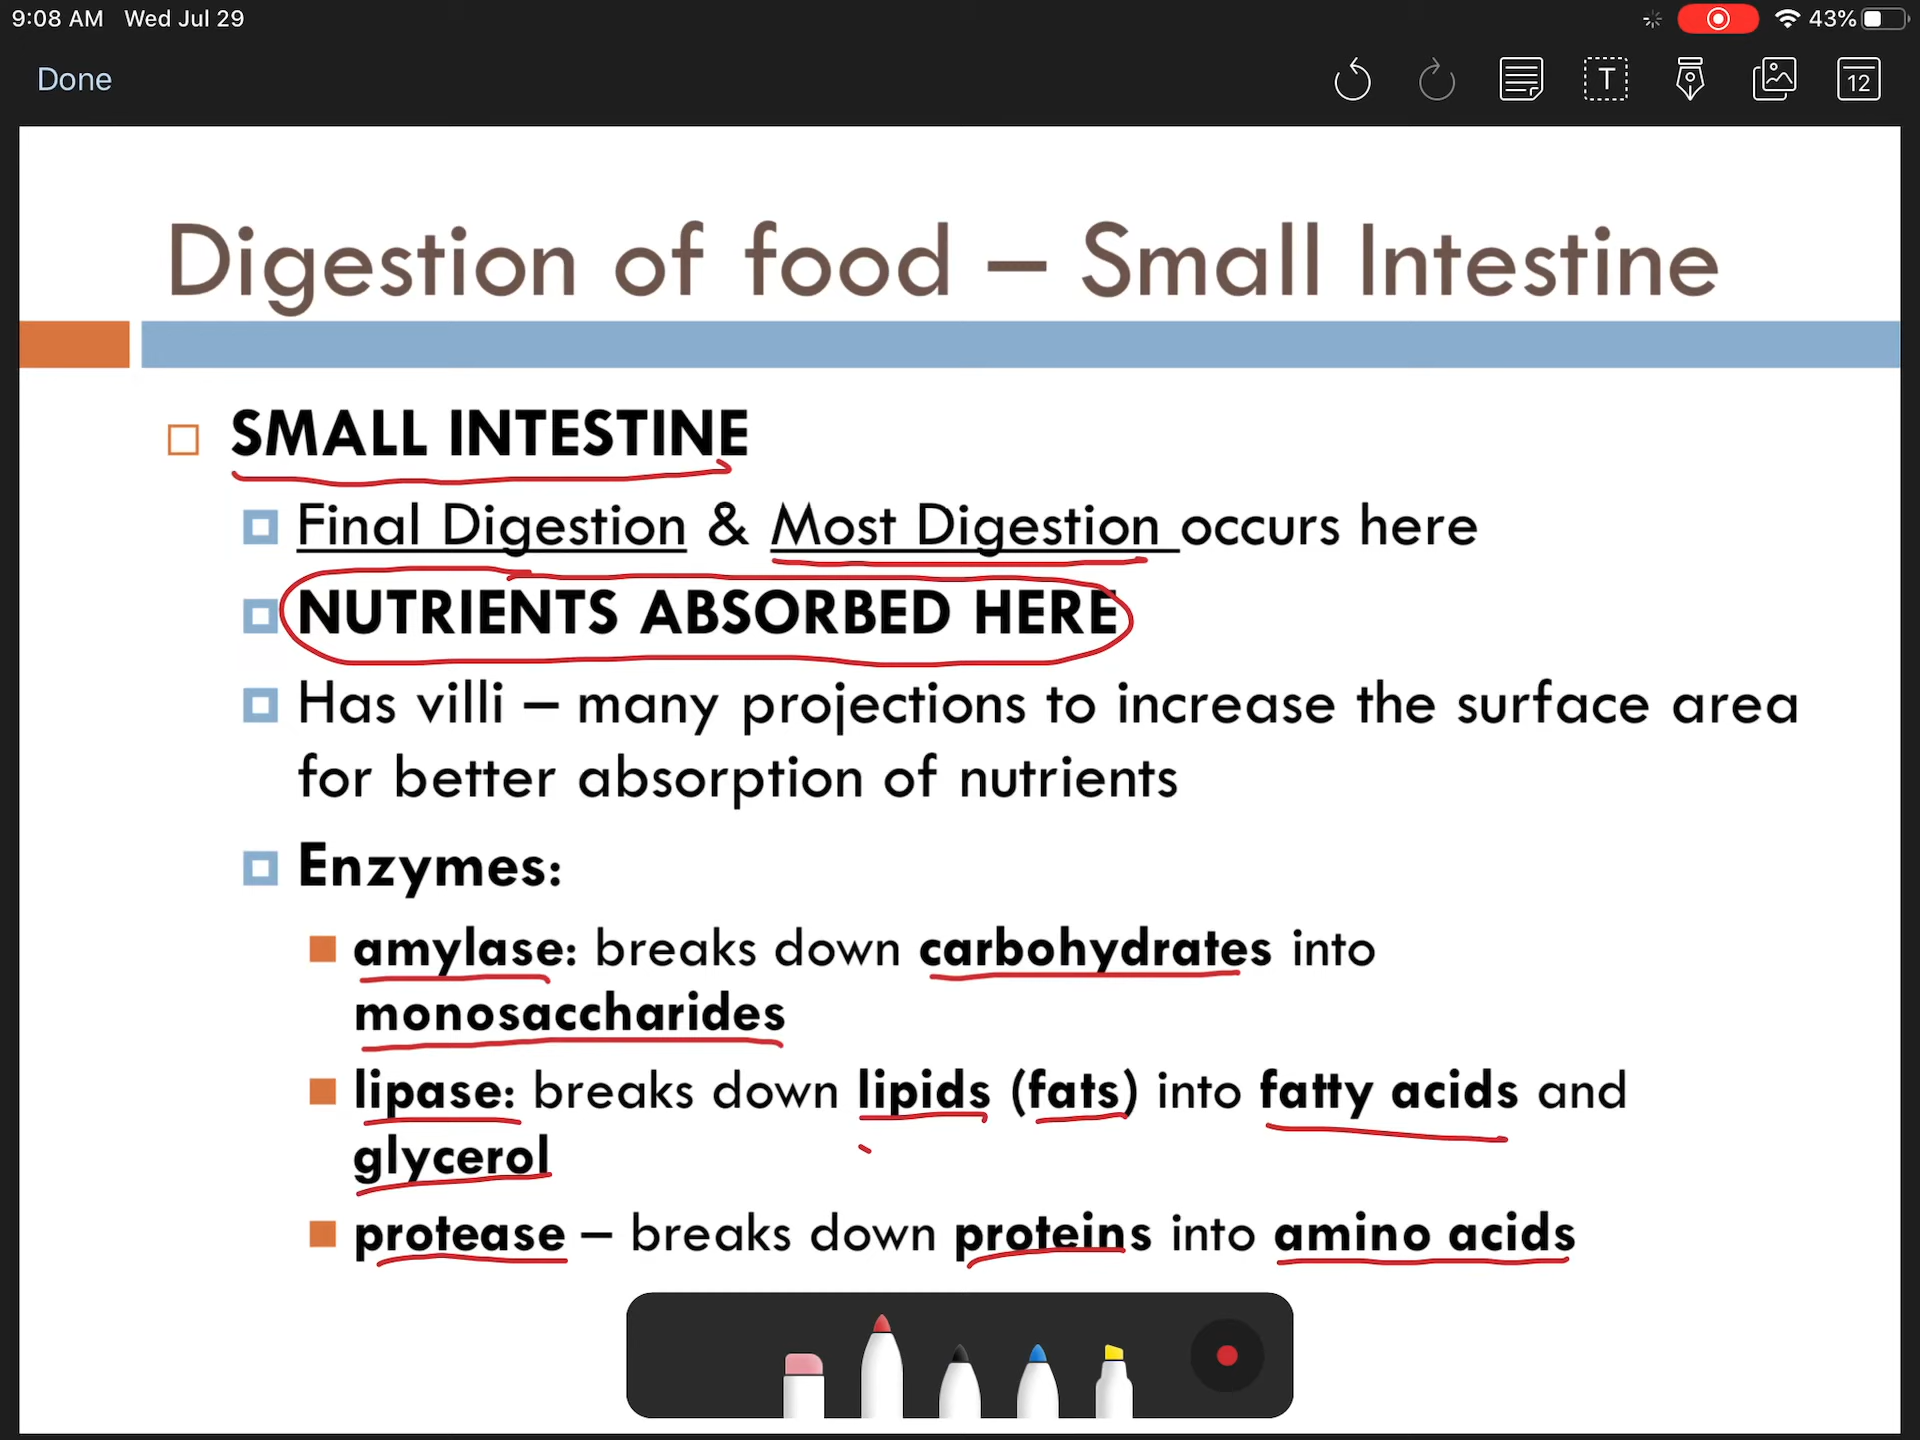 9:08 AM Wed Jul 29
43%
Done
T
12
Digestion of food – Small Intestine
SMALL INTESTINE
Final Digestion & Most Digestion occurs here
NUTRIENTS ABSORBED HERE
Has villi – many projections to increase the surface area
for better absorption of nutrients
Enzymes:
amylase: breaks down carbohydrates into
monosaccharides
lipase: breaks down lipids (fats) into fatty acids and
glycerol
protease – breaks down proteins into amino acids